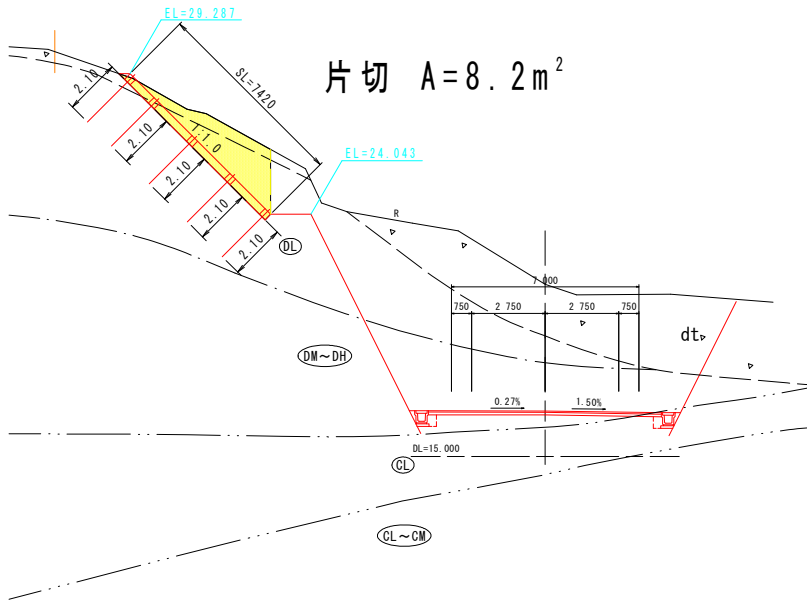 EL=29.287
片切 A=8.2m²
SL=7420
2.10
1:1.0
2.10
EL=24.043
2.10
2.10
R
2.10
DL
7.000
750 2 750 2 750 750
dt
DM～DH
0.27% 1.50%
DL=15.000
CL
CL～CM